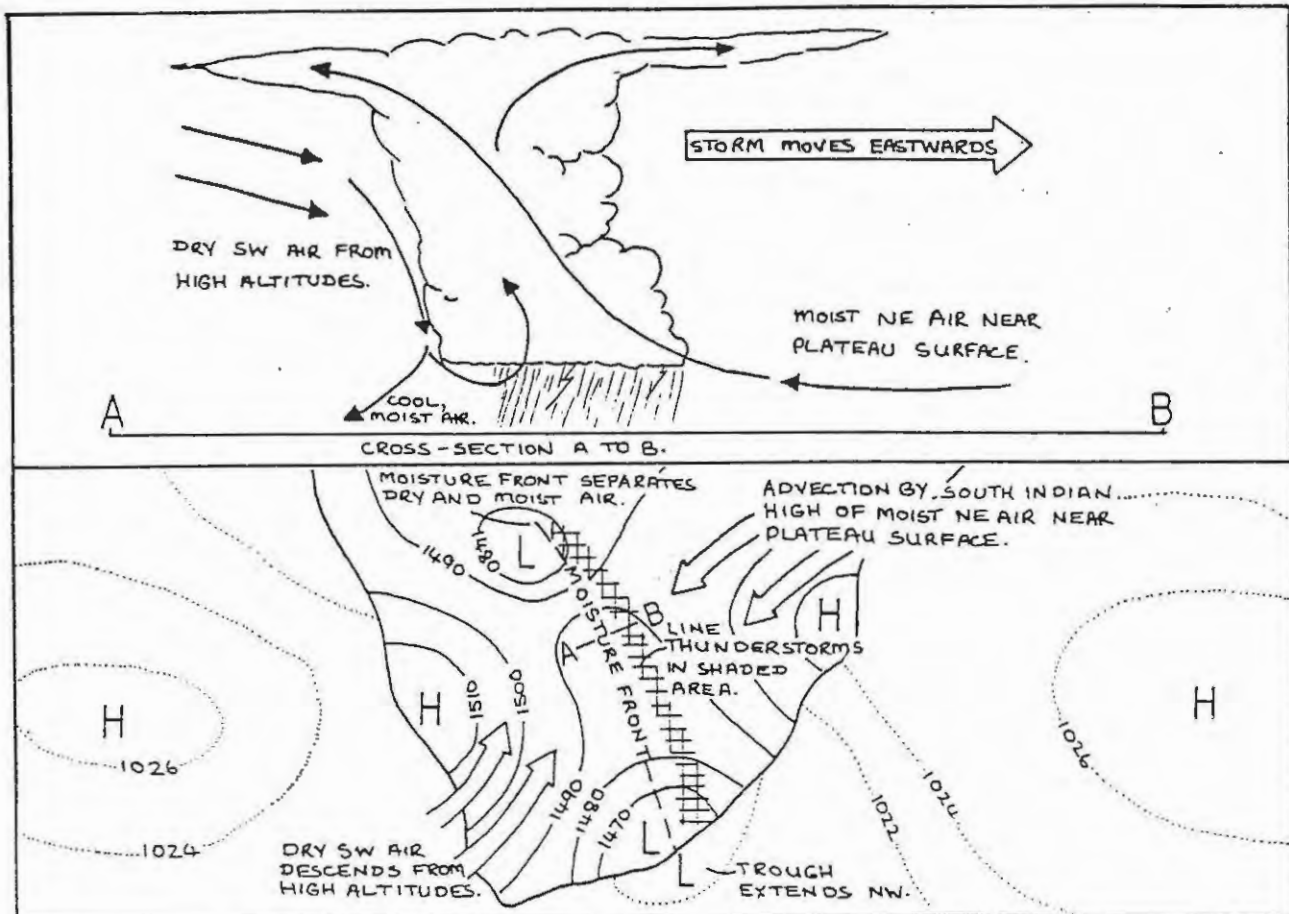 STORM MOVES EASTWARDS
DRY SW AIR FROM
HIGH ALTITUDES.
MOIST NE AIR NEAR
PLATEAU SURFACE.
COOL,
MOIST AIR.
A
B
CROSS-SECTION A TO B.
MOISTURE FRONT SEPARATES
DRY AND MOIST AIR.
ADVECTION BY SOUTH INDIAN
HIGH OF MOIST NE AIR NEAR
PLATEAU SURFACE.
1490
1480
L
MOISTURE FRONT
A
B
LINE
THUNDERSTORMS
IN SHADED
AREA.
H
H
1026
1024
H
1510
1500
H
1026
1024
1022
1490
1480
1470
L
L
DRY SW AIR
DESCENDS FROM
HIGH ALTITUDES.
TROUGH
EXTENDS NW.